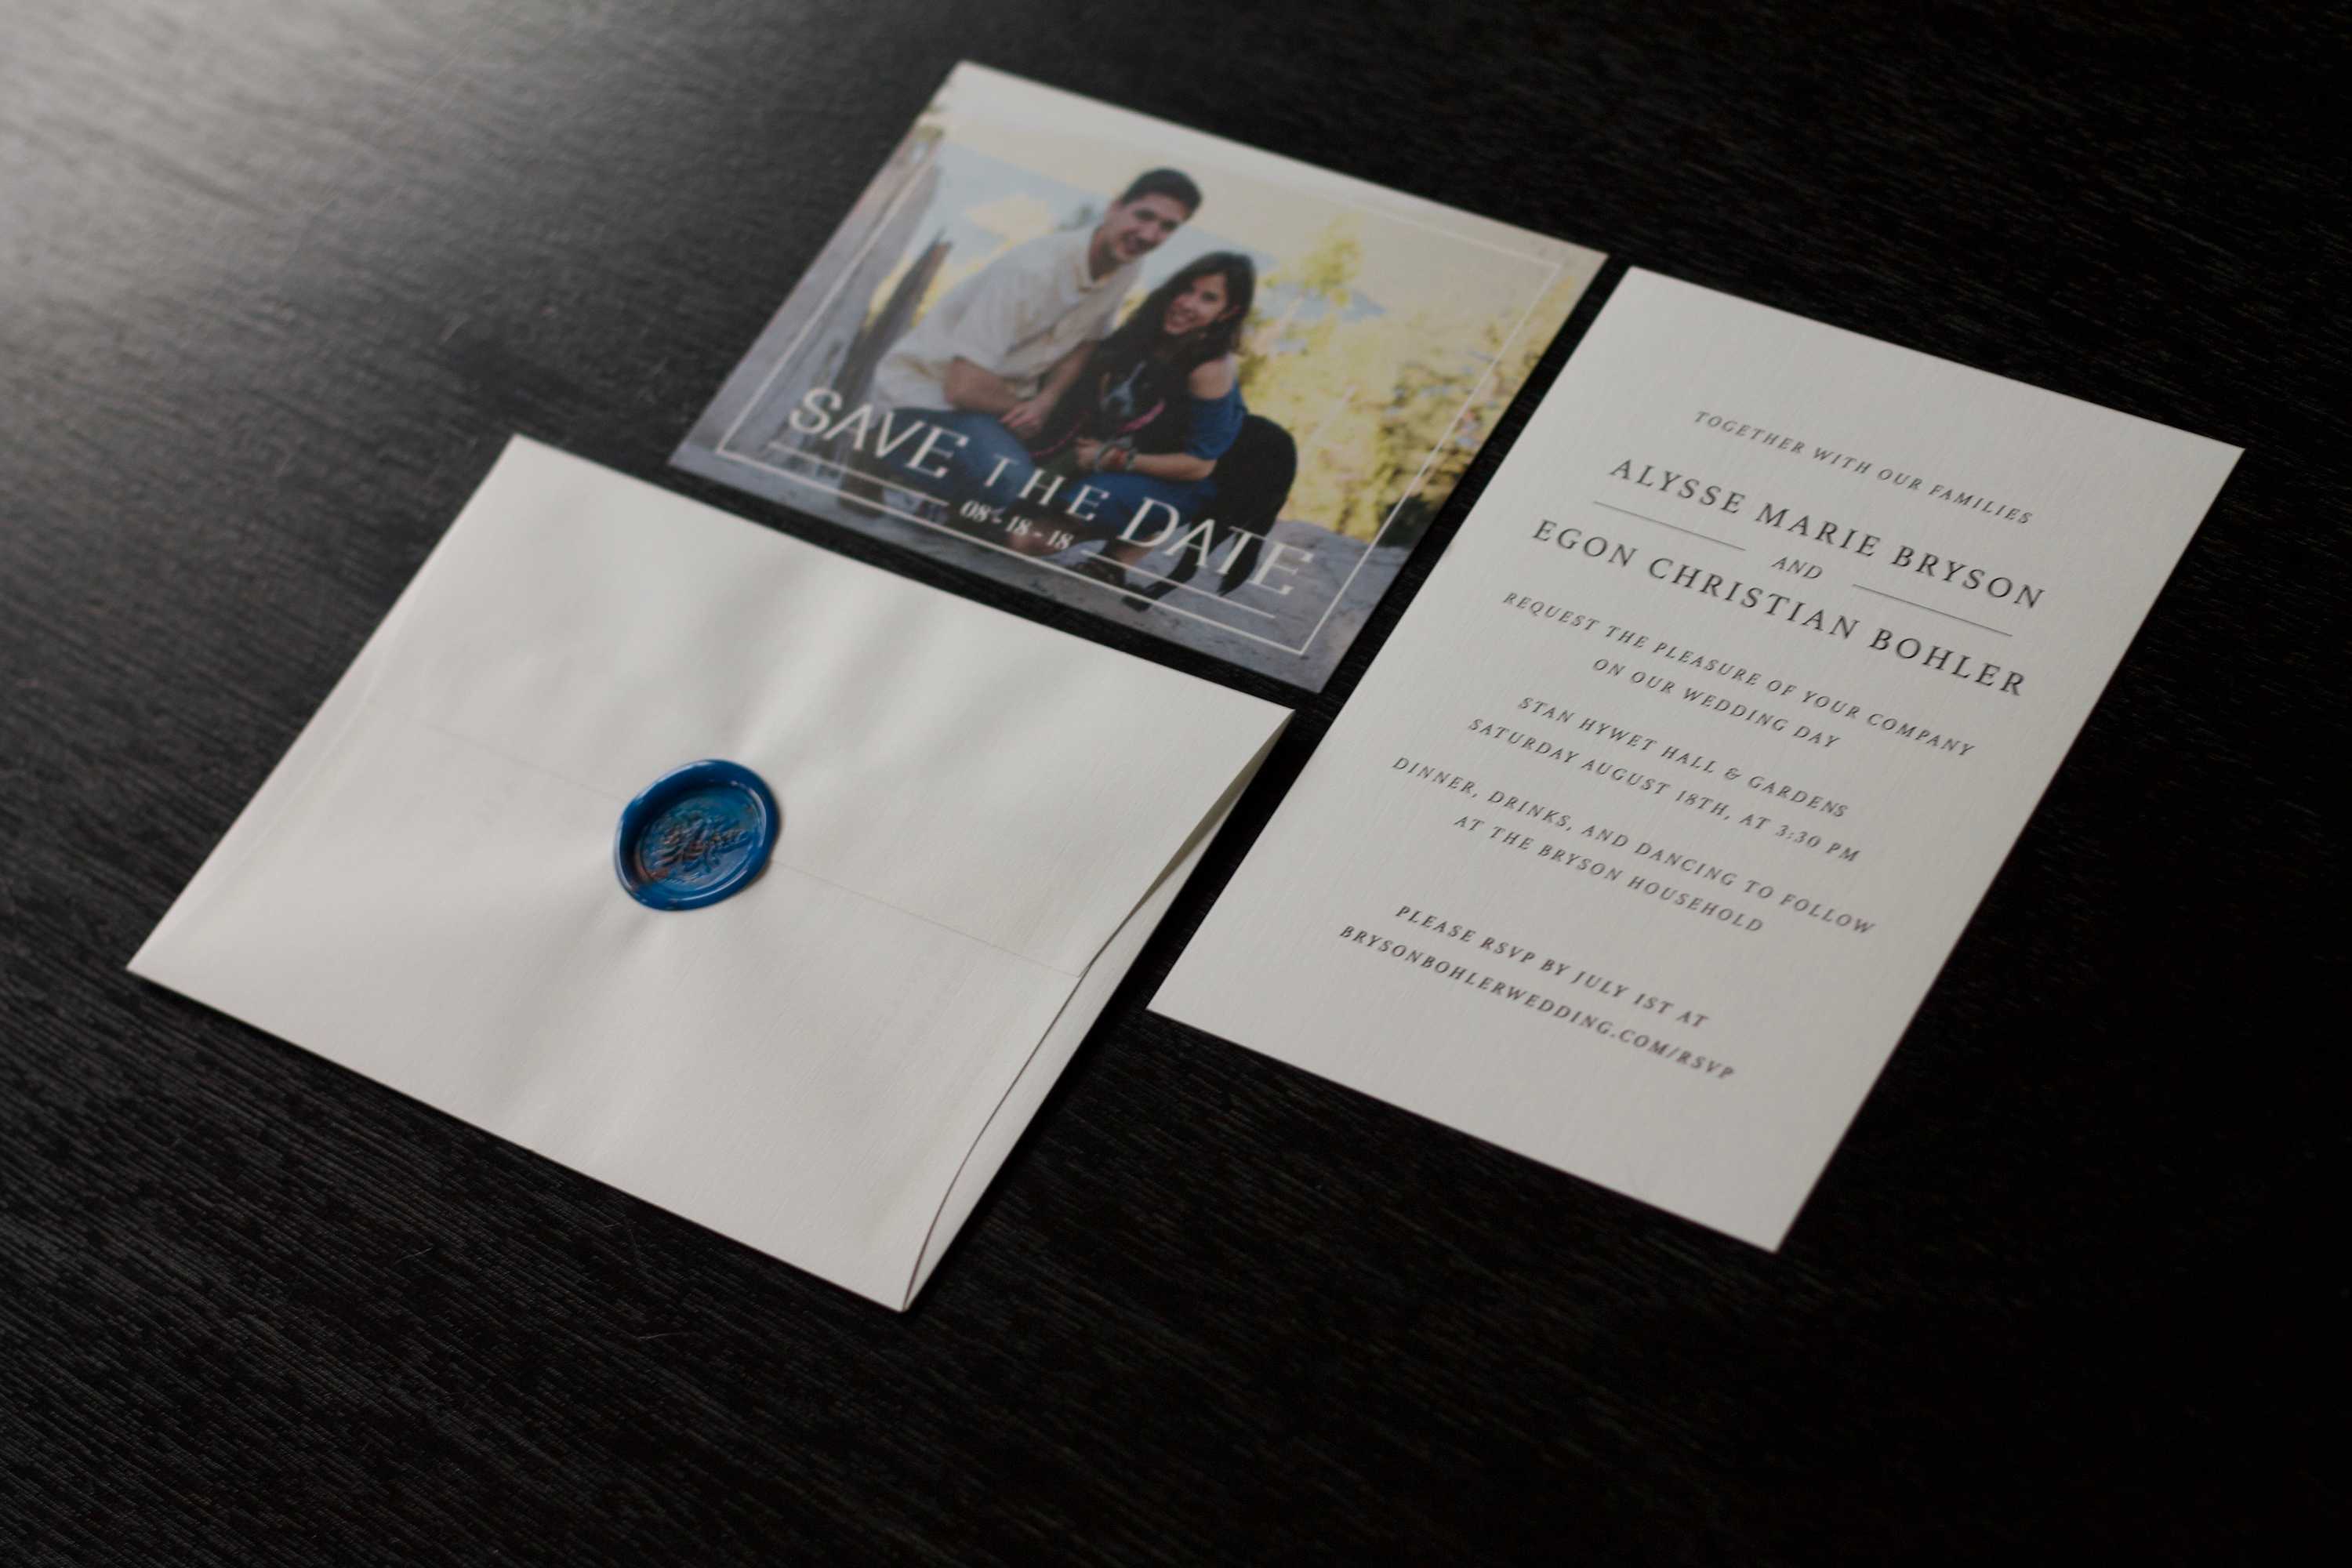 SAVE THE DATE
08-18-18
TOGETHER WITH OUR FAMILIES
ALYSSE MARIE BRYSON
AND
EGON CHRISTIAN BOHLER
REQUEST THE PLEASURE OF YOUR COMPANY
ON OUR WEDDING DAY
STAN HYWET HALL & GARDENS
SATURDAY AUGUST 18TH, AT 3:30 PM
DINNER, DRINKS, AND DANCING TO FOLLOW
AT THE BRYSON HOUSEHOLD
PLEASE RSVP BY JULY 1ST AT
BRYSONBOHLERWEDDING.COM/RSVP